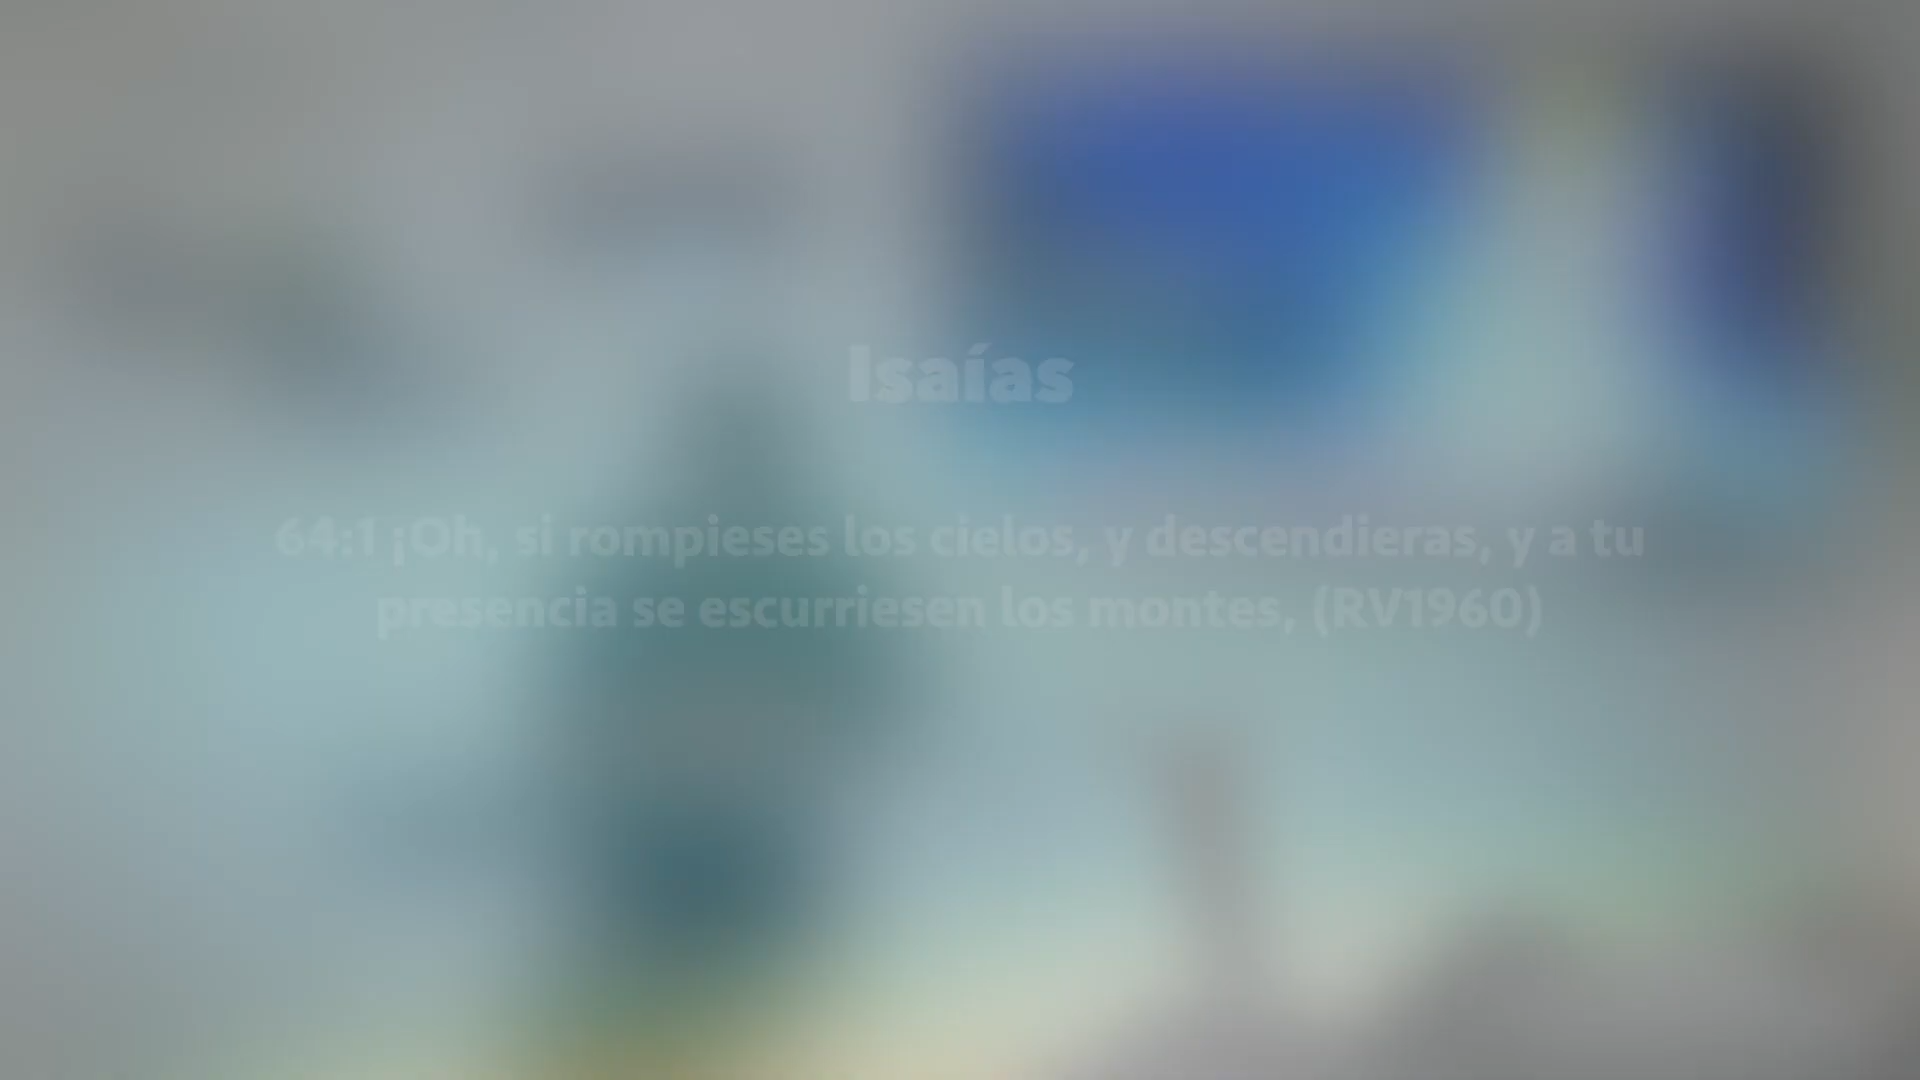 Isaías
64:1 ¡Oh, si rompieses los cielos, y descendieras, y a tu
presencia se escurriesen los montes, (RV1960)